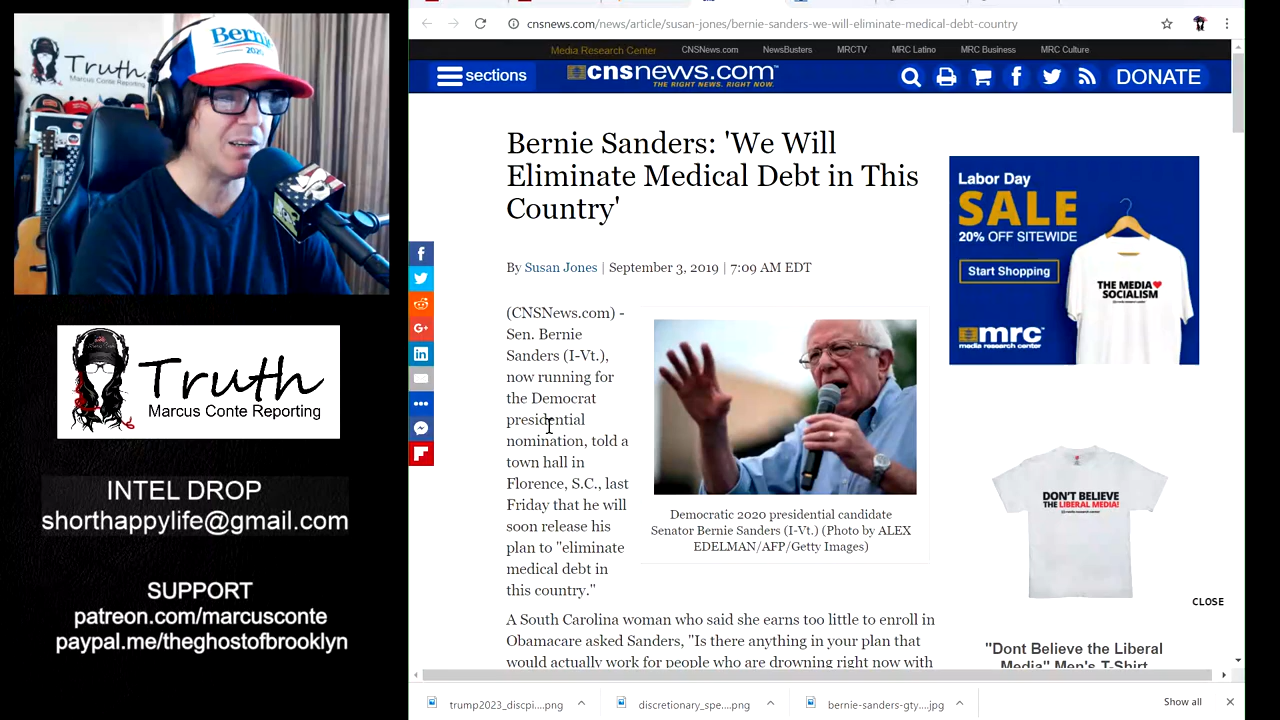 Truth.
Marcus Conte Reporting
Bernie
2020
Truth
Marcus Conte Reporting
INTEL DROP
shorthappylife@gmail.com
SUPPORT
patreon.com/marcusconte
paypal.me/theghostofbrooklyn
cnsnews.com/news/article/susan-jones/bernie-sanders-we-will-eliminate-medical-debt-country
Media Research Center CNSNews.com NewsBusters MRCTV MRC Latino MRC Business MRC Culture
sections
cnsnews.com
THE RIGHT NEWS. RIGHT NOW.
DONATE
Bernie Sanders: 'We Will
Eliminate Medical Debt in This
Country'
By Susan Jones | September 3, 2019 | 7:09 AM EDT
(CNSNews.com) -
Sen. Bernie
Sanders (I-Vt.),
now running for
the Democrat
presidential
nomination, told a
town hall in
Florence, S.C., last
Friday that he will
soon release his
plan to "eliminate
medical debt in
this country."
Democratic 2020 presidential candidate
Senator Bernie Sanders (I-Vt.) (Photo by ALEX
EDELMAN/AFP/Getty Images)
A South Carolina woman who said she earns too little to enroll in
Obamacare asked Sanders, "Is there anything in your plan that
would actually work for people who are drowning right now with
Labor Day
SALE
20% OFF SITEWIDE
Start Shopping
THE MEDIA
SOCIALISM
mrc
media research center
DON'T BELIEVE
THE LIBERAL MEDIA!
CLOSE
"Dont Believe the Liberal
Media" Men's T-Shirt
trump2023_discpi....png
discretionary_spe....png
bernie-sanders-gty....jpg
Show all